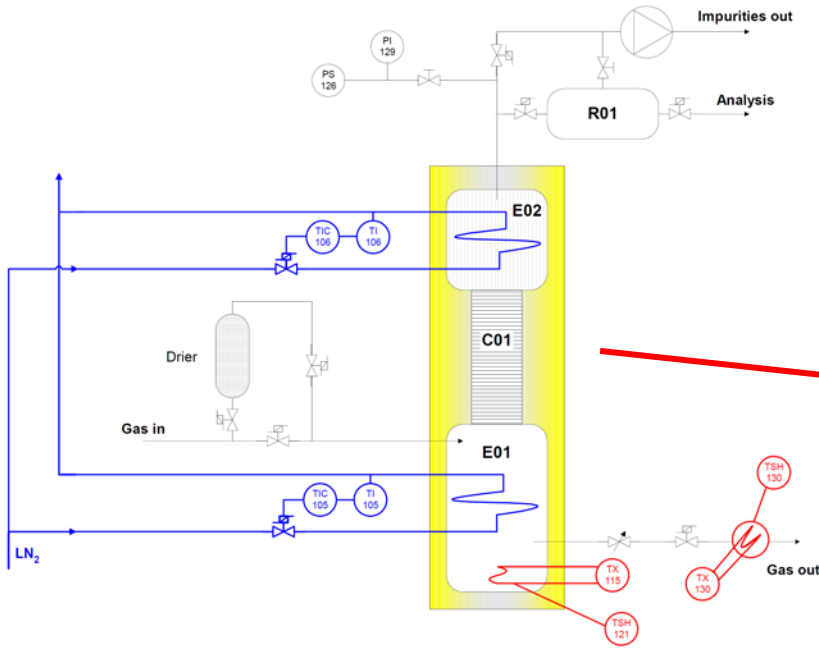 Impurities out
PI
129
PS
126
Analysis
R01
E02
TIC
106
TI
106
C01
Drier
Gas in
E01
TSH
130
TIC
105
TI
105
LN2
Gas out
TX
115
TX
130
TSH
121